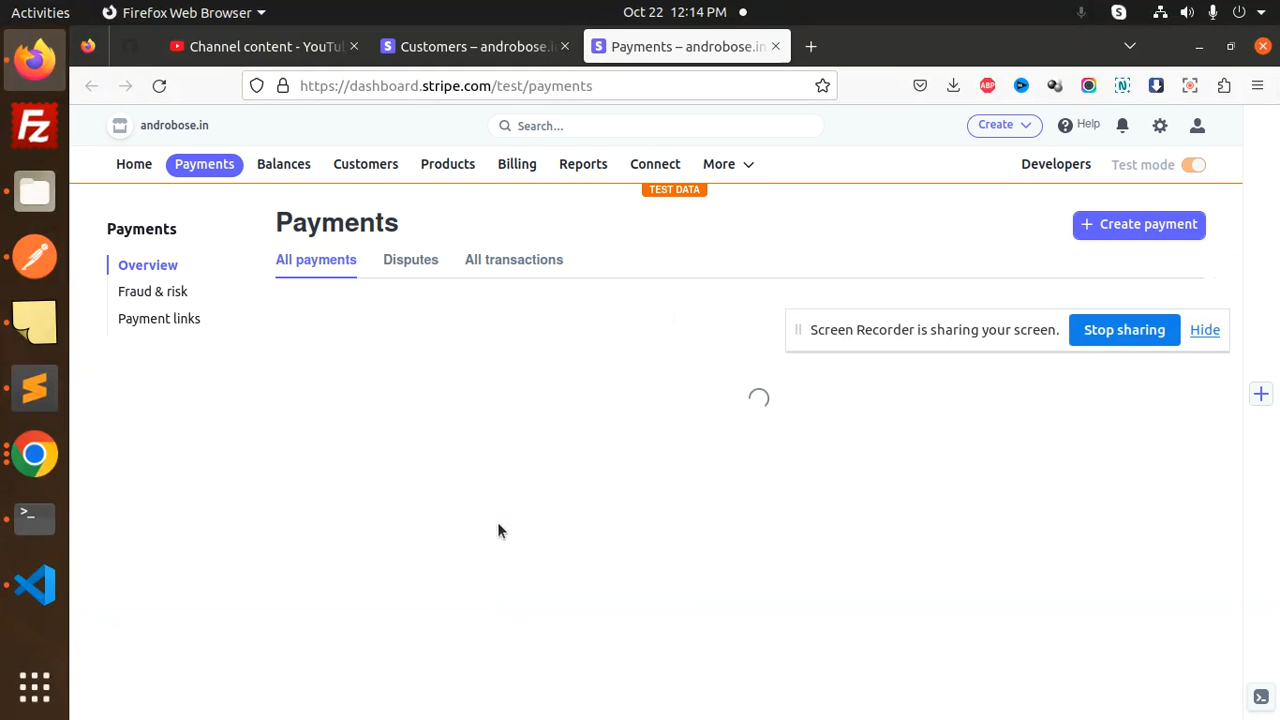 Activities
Firefox Web Browser
Oct 22 12:14 PM
Channel content - YouTu
Customers – androbose.i
Payments – androbose.in
https://dashboard.stripe.com/test/payments
androbose.in
Search...
Create
Help
Home
Payments
Balances
Customers
Products
Billing
Reports
Connect
More
Developers
Test mode
TEST DATA
Payments
Overview
Fraud & risk
Payment links
Payments
+ Create payment
All payments
Disputes
All transactions
Screen Recorder is sharing your screen.
Stop sharing
Hide